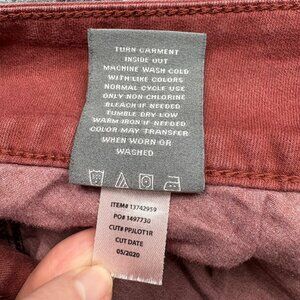 TURN GARMENT
INSIDE OUT
MACHINE WASH COLD
WITH LIKE COLORS
NORMAL CYCLE USE
ONLY NON-CHLORINE
BLEACH IF NEEDED
TUMBLE DRY LOW
WARM IRON IF NEEDED
COLOR MAY TRANSFER
WHEN WORN OR
WASHED
ITEM# 13742959
PO# 1497730
CUT# PPJLOT1R
CUT DATE
05/2020